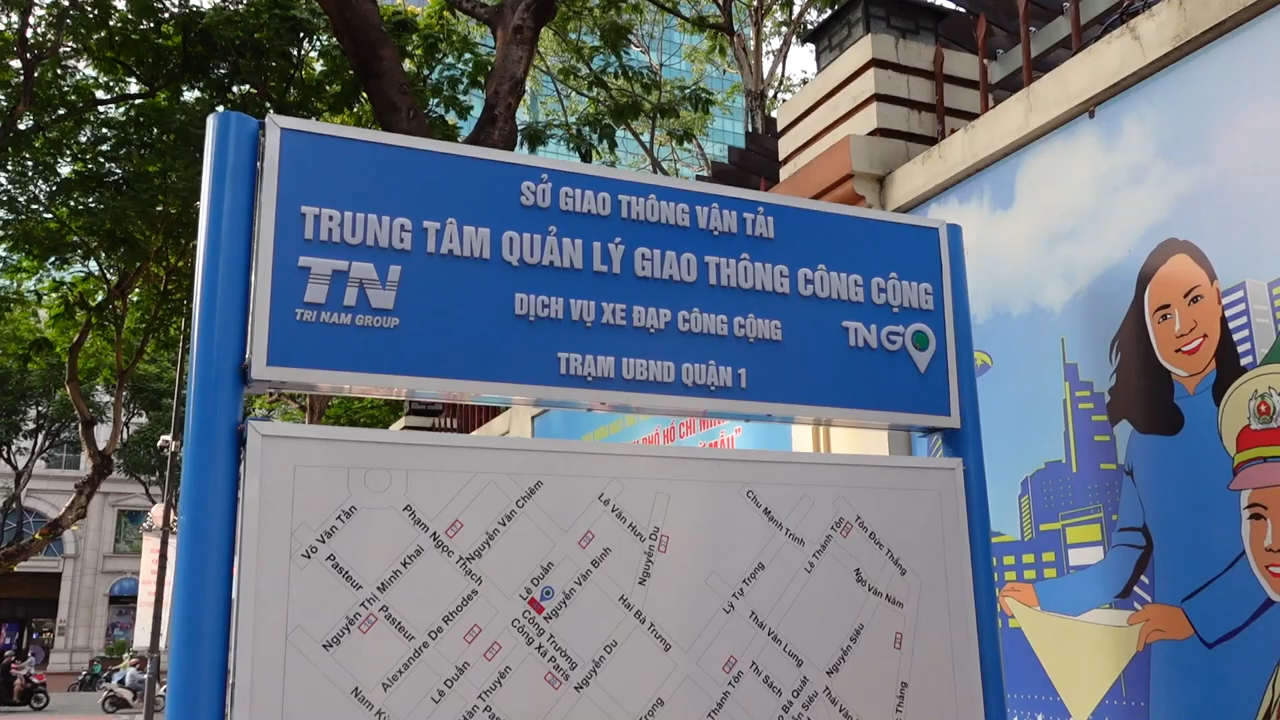 SỞ GIAO THÔNG VẬN TẢI
TRUNG TÂM QUẢN LÝ GIAO THÔNG CÔNG CỘNG
TN
TRI NAM GROUP
DỊCH VỤ XE ĐẠP CÔNG CỘNG
TNGO
TRẠM UBND QUẬN 1
PHỐ HỒ CHÍ MINH
Võ Văn Tần
Phạm Ngọc Thạch
Nguyễn Văn Chiêm
Lê Văn Hưu
Nguyễn Du
Chu Mạnh Trinh
Lê Thánh Tôn
Tôn Đức Thắng
Pasteur
Nguyễn Thị Minh Khai
Lê Duẩn
Nguyễn Văn Bình
Lý Tự Trọng
Ngô Văn Năm
Pasteur
Alexandre De Rhodes
Hai Bà Trưng
Thái Văn Lung
Nguyễn Siêu
Công Trường
Công Xã Paris
Nguyễn Du
Lê Duẩn
Thi Sách
Thánh Tôn